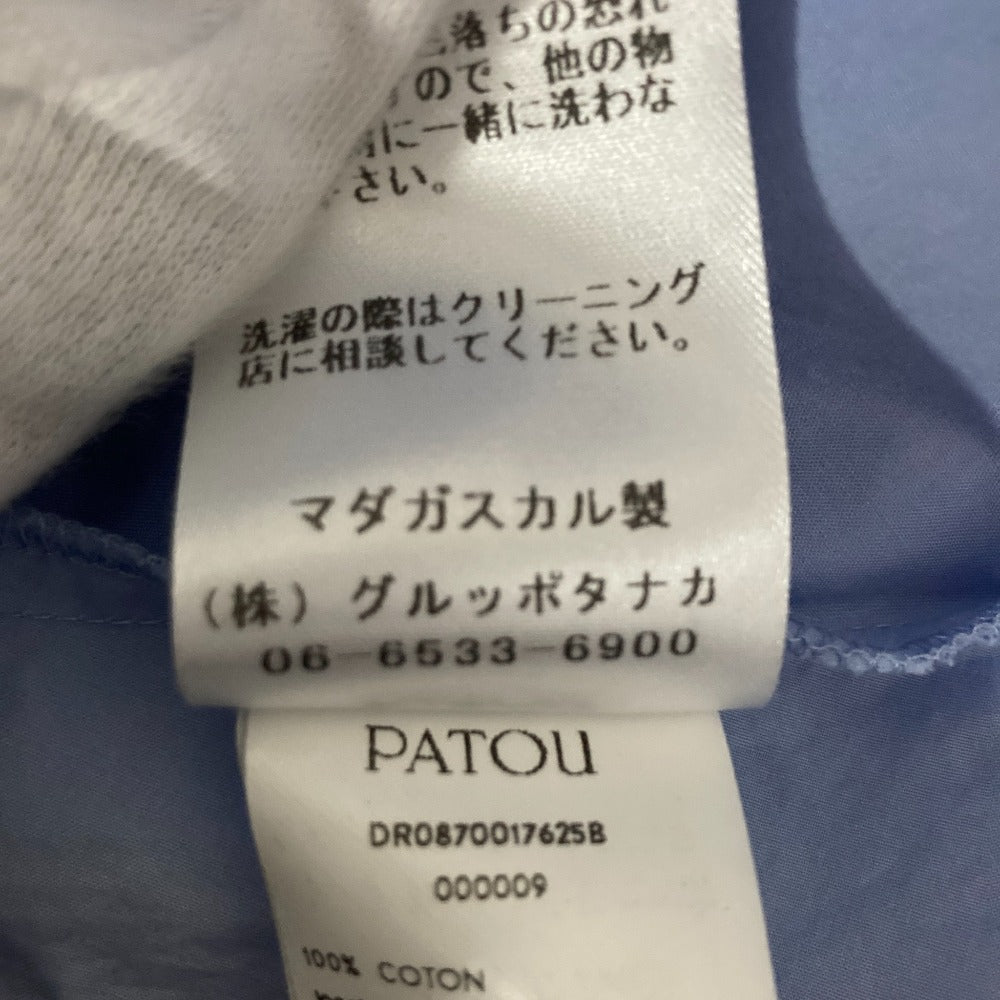 落ちの恐れ
ので、他の物
に一緒に洗わな
さい。
洗濯の際はクリーニング
店に相談してください。
マダガスカル製
（株）グルッポタナカ
06-6533-6900
PATOU
DR0870017625B
000009
100% COTON